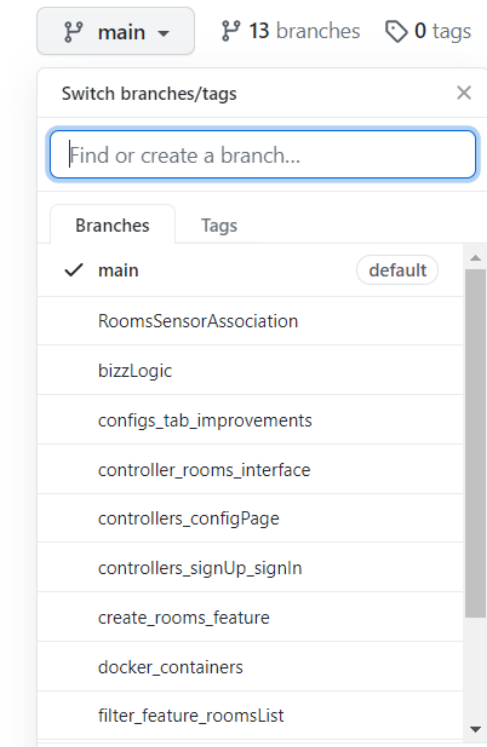 main 13 branches 0 tags
Switch branches/tags
Find or create a branch...
Branches Tags
main default
RoomsSensorAssociation
bizzLogic
configs_tab_improvements
controller_rooms_interface
controllers_configPage
controllers_signUp_signIn
create_rooms_feature
docker_containers
filter_feature_roomsList